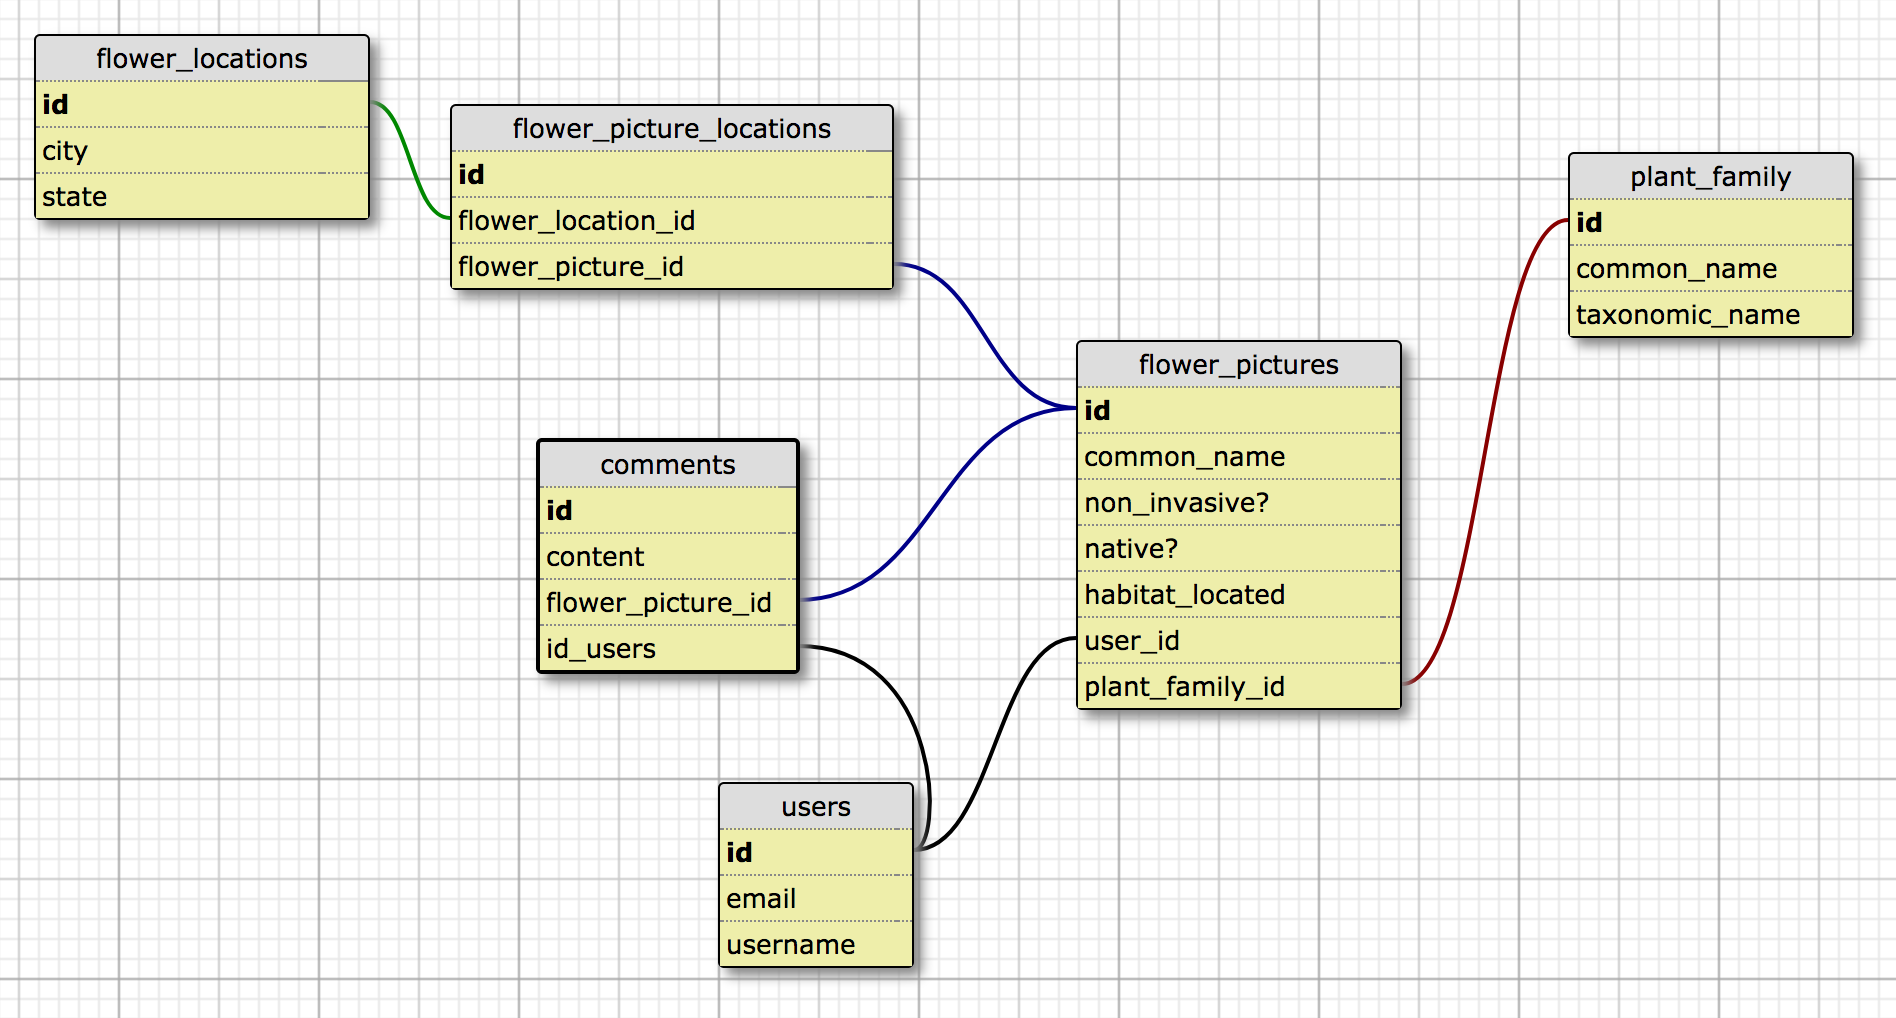 flower_locations
id
city
state
flower_picture_locations
id
flower_location_id
flower_picture_id
plant_family
id
common_name
taxonomic_name
flower_pictures
id
common_name
non_invasive?
native?
habitat_located
user_id
plant_family_id
comments
id
content
flower_picture_id
id_users
users
id
email
username